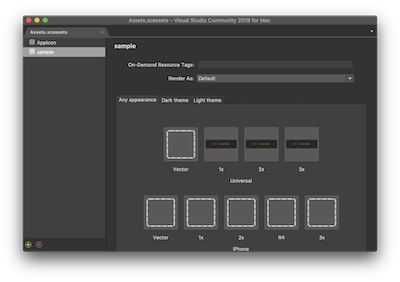 Assets.xcassets – Visual Studio Community 2019 for Mac
Assets.xcassets
AppIcon
sample
sample
On-Demand Resource Tags:
Render As: Default
Any appearance Dark theme Light theme
Vector 1x 2x 3x
Universal
Vector 1x 2x R4 3x
iPhone